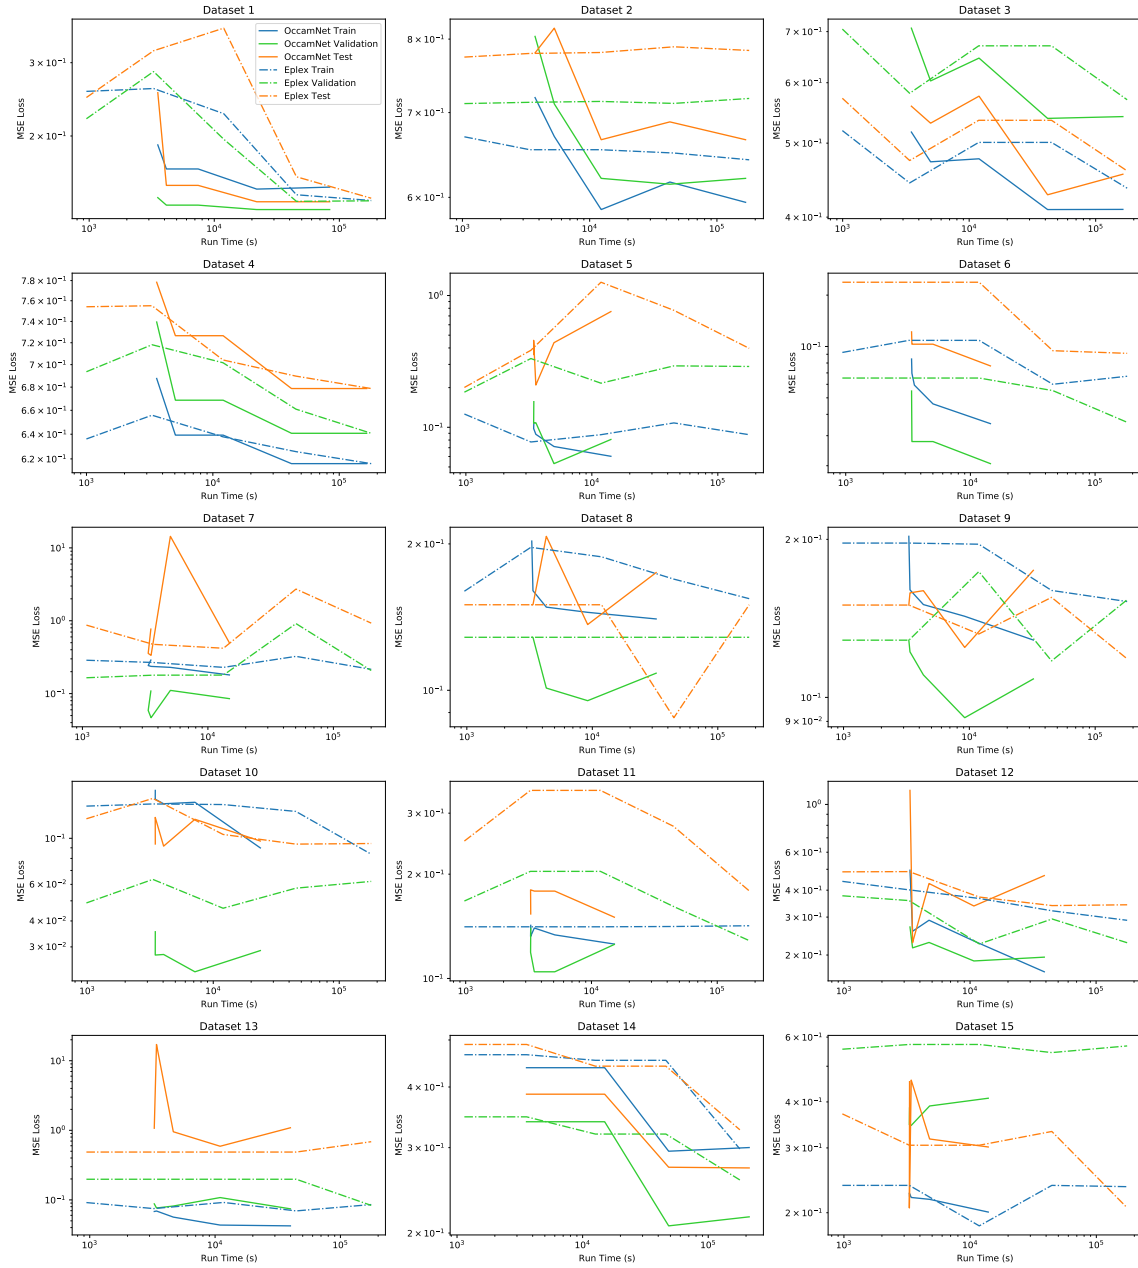 Dataset 1
OccamNet Train
OccamNet Validation
OccamNet Test
Eplex Train
Eplex Validation
Eplex Test
MSE Loss
3 × 10⁻¹
2 × 10⁻¹
10³ 10⁴ 10⁵
Run Time (s)
Dataset 2
MSE Loss
8 × 10⁻¹
7 × 10⁻¹
6 × 10⁻¹
10³ 10⁴ 10⁵
Run Time (s)
Dataset 3
MSE Loss
7 × 10⁻¹
6 × 10⁻¹
5 × 10⁻¹
4 × 10⁻¹
10³ 10⁴ 10⁵
Run Time (s)
Dataset 4
MSE Loss
7.8 × 10⁻¹
7.6 × 10⁻¹
7.4 × 10⁻¹
7.2 × 10⁻¹
7 × 10⁻¹
6.8 × 10⁻¹
6.6 × 10⁻¹
6.4 × 10⁻¹
6.2 × 10⁻¹
10³ 10⁴ 10⁵
Run Time (s)
Dataset 5
MSE Loss
10⁰
10⁻¹
10³ 10⁴ 10⁵
Run Time (s)
Dataset 6
MSE Loss
10⁻¹
10³ 10⁴ 10⁵
Run Time (s)
Dataset 7
MSE Loss
10¹
10⁰
10⁻¹
10³ 10⁴ 10⁵
Run Time (s)
Dataset 8
MSE Loss
2 × 10⁻¹
10⁻¹
10³ 10⁴ 10⁵
Run Time (s)
Dataset 9
MSE Loss
2 × 10⁻¹
10⁻¹
9 × 10⁻²
10³ 10⁴ 10⁵
Run Time (s)
Dataset 10
MSE Loss
10⁻¹
6 × 10⁻²
4 × 10⁻²
3 × 10⁻²
10³ 10⁴ 10⁵
Run Time (s)
Dataset 11
MSE Loss
3 × 10⁻¹
2 × 10⁻¹
10⁻¹
10³ 10⁴ 10⁵
Run Time (s)
Dataset 12
MSE Loss
10⁰
6 × 10⁻¹
4 × 10⁻¹
3 × 10⁻¹
2 × 10⁻¹
10³ 10⁴ 10⁵
Run Time (s)
Dataset 13
MSE Loss
10¹
10⁰
10⁻¹
10³ 10⁴ 10⁵
Run Time (s)
Dataset 14
MSE Loss
4 × 10⁻¹
3 × 10⁻¹
2 × 10⁻¹
10³ 10⁴ 10⁵
Run Time (s)
Dataset 15
MSE Loss
6 × 10⁻¹
4 × 10⁻¹
3 × 10⁻¹
2 × 10⁻¹
10³ 10⁴ 10⁵
Run Time (s)